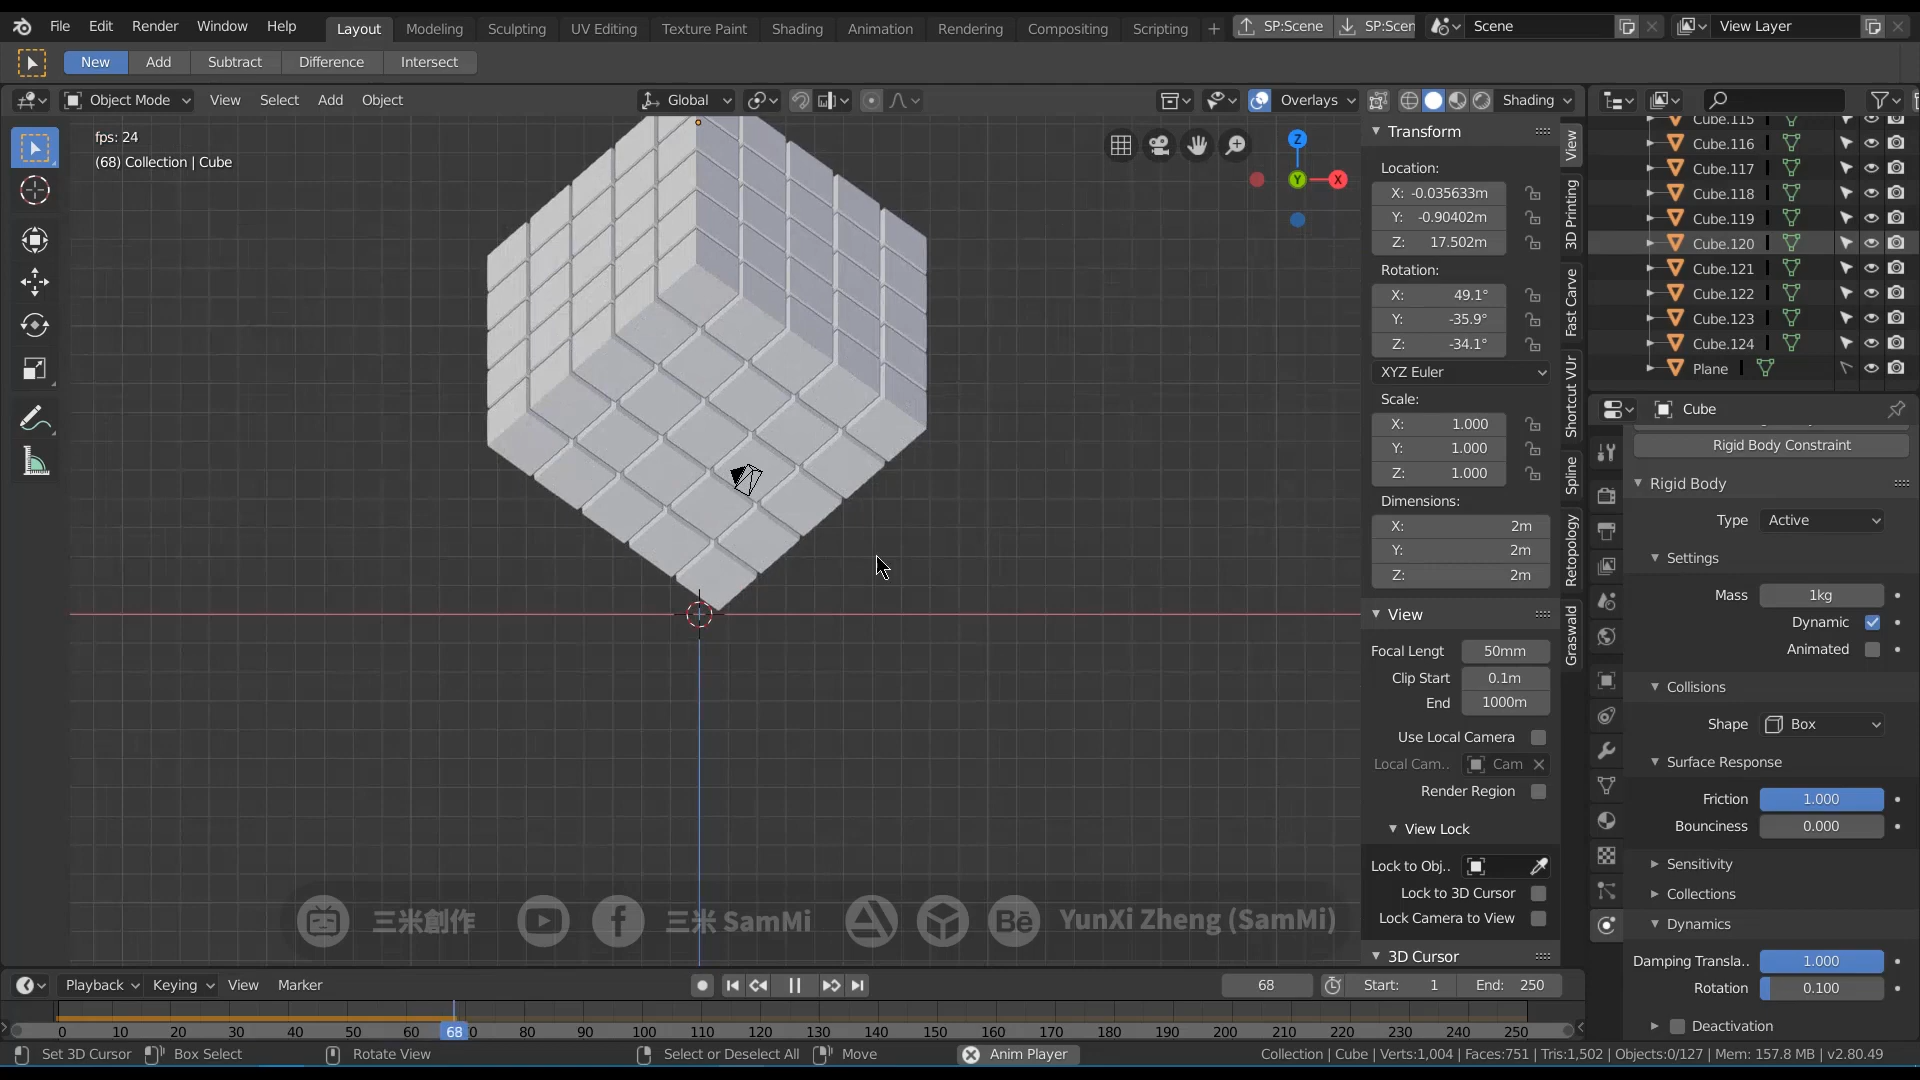 File Edit Render Window Help Layout Modeling Sculpting UV Editing Texture Paint Shading Animation Rendering Compositing Scripting + SP:Scene SP:Scen Scene View Layer
New Add Subtract Difference Intersect
Object Mode View Select Add Object Global Overlays Shading
fps: 24
(68) Collection | Cube
Z
Y
X
Transform
Location:
X: -0.035633m
Y: -0.90402m
Z: 17.502m
Rotation:
X: 49.1°
Y: -35.9°
Z: -34.1°
XYZ Euler
Scale:
X: 1.000
Y: 1.000
Z: 1.000
Dimensions:
X: 2m
Y: 2m
Z: 2m
View
Focal Lengt 50mm
Clip Start 0.1m
End 1000m
Use Local Camera
Local Cam.. Cam
Render Region
View Lock
Lock to Obj..
Lock to 3D Cursor
Lock Camera to View
3D Cursor
View
3D Printing
Fast Carve
Shortcut VUr
Spline
Retopology
Graswald
Cube.115
Cube.116
Cube.117
Cube.118
Cube.119
Cube.120
Cube.121
Cube.122
Cube.123
Cube.124
Plane
Cube
Rigid Body Constraint
Rigid Body
Type Active
Settings
Mass 1kg
Dynamic
Animated
Collisions
Shape Box
Surface Response
Friction 1.000
Bounciness 0.000
Sensitivity
Collections
Dynamics
Damping Transla.. 1.000
Rotation 0.100
Deactivation
三米創作 三米 SamMi Bē YunXi Zheng (SamMi)
Playback Keying View Marker 68 Start: 1 End: 250
0 10 20 30 40 50 60 68 0 80 90 100 110 120 130 140 150 160 170 180 190 200 210 220 230 240 250
Set 3D Cursor Box Select Rotate View Select or Deselect All Move Anim Player Collection | Cube | Verts:1,004 | Faces:751 | Tris:1,502 | Objects:0/127 | Mem: 157.8 MB | v2.80.49